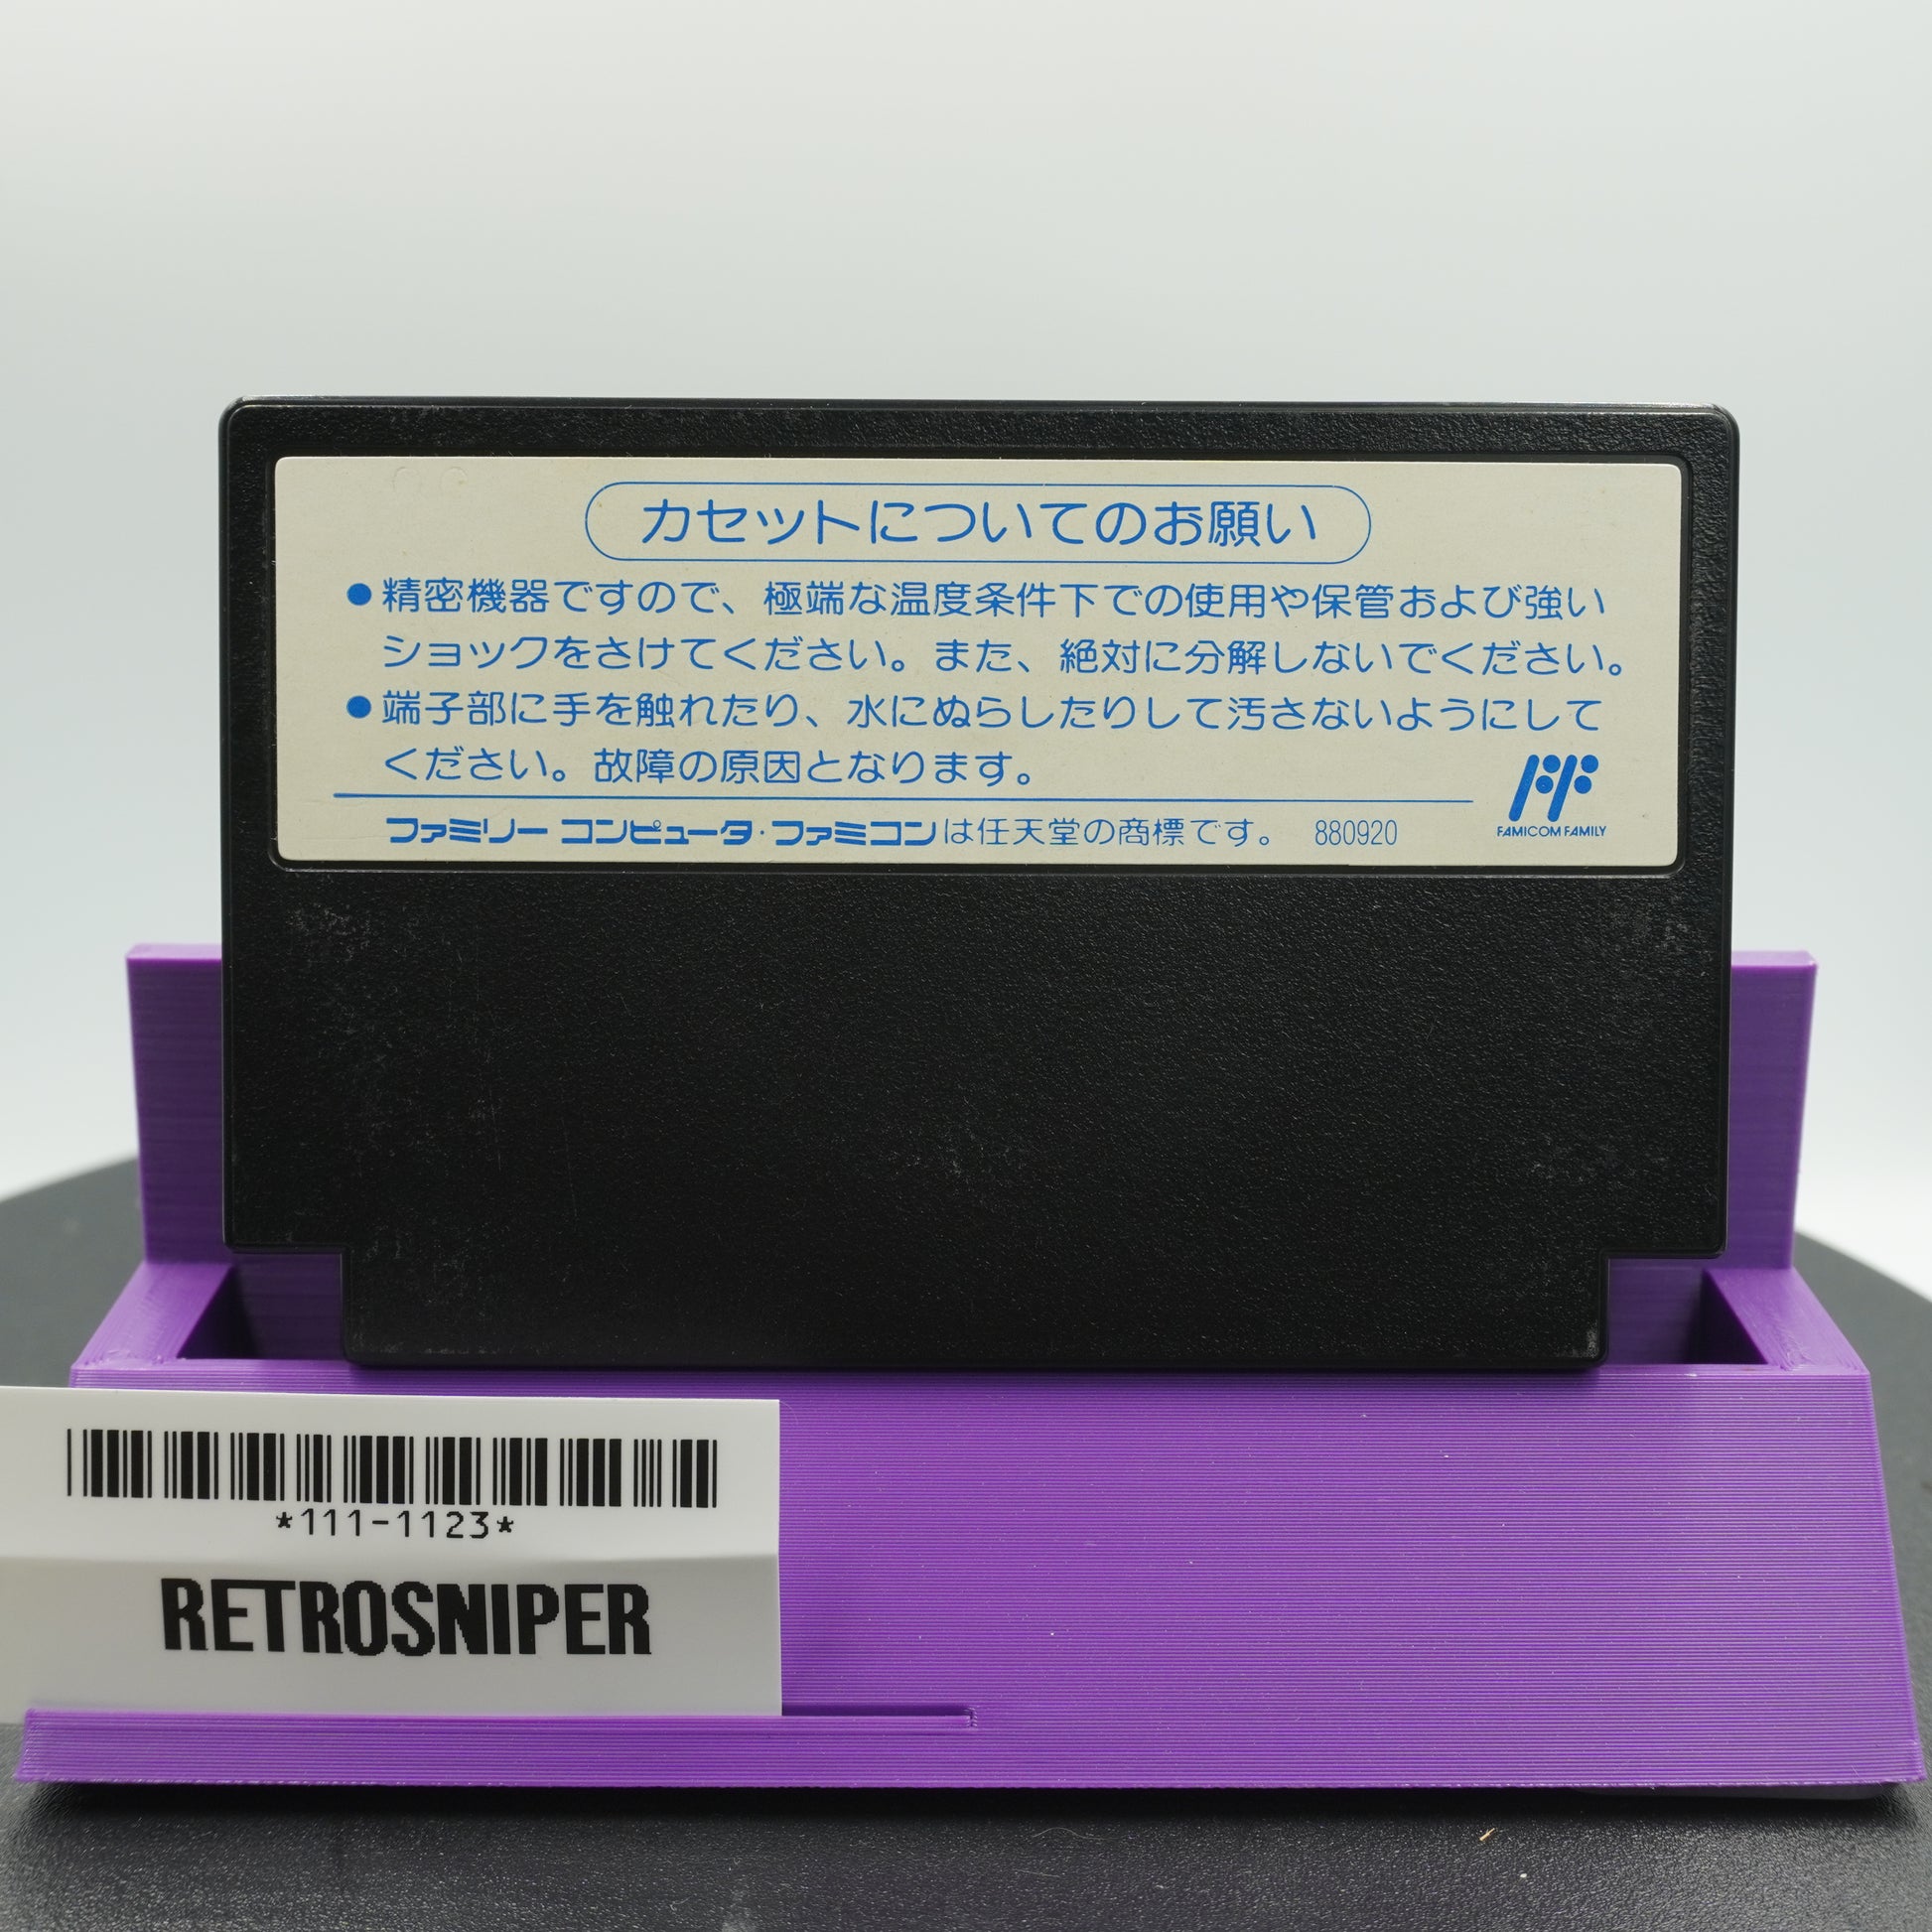 カセットについてのお願い
●精密機器ですので、極端な温度条件下での使用や保管および強い
ショックをさけてください。また、絶対に分解しないでください。
●端子部に手を触れたり、水にぬらしたりして汚さないようにして
ください。故障の原因となります。
FAMICOM FAMILY
ファミリー コンピュータ・ファミコンは任天堂の商標です。 880920
*111-1123*
RETROSNIPER